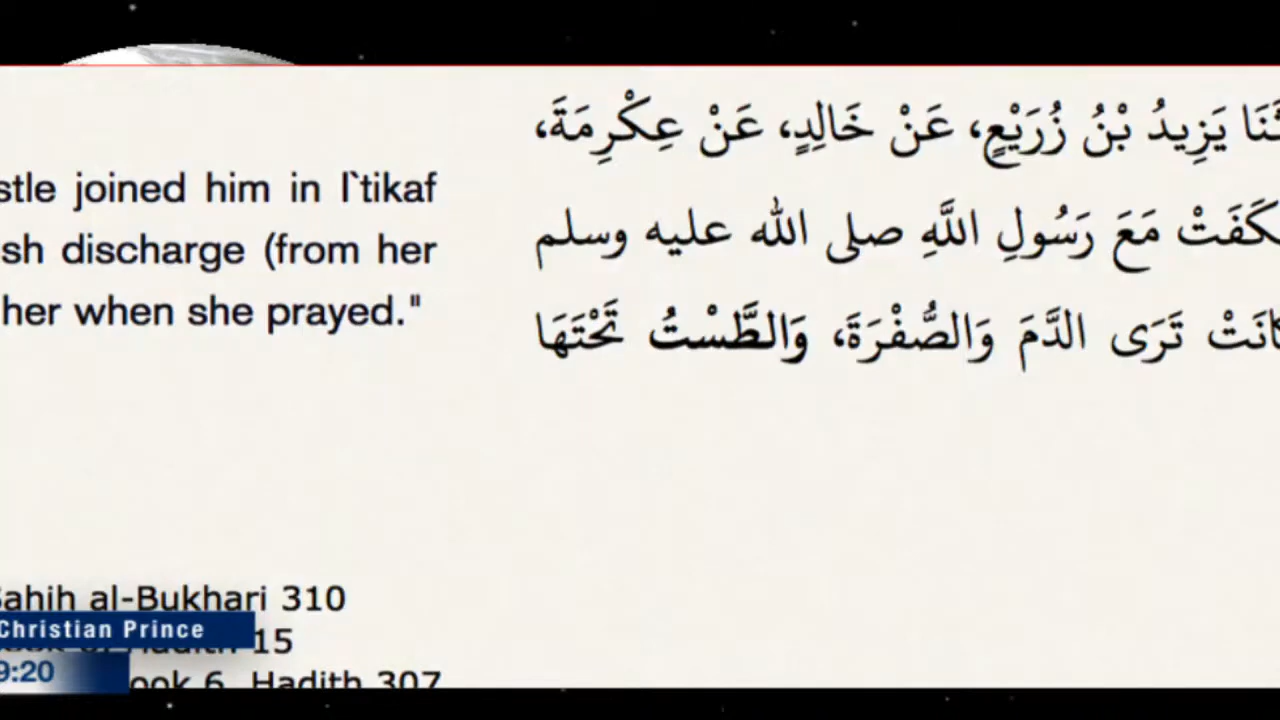 stle joined him in I`tikaf
sh discharge (from her
her when she prayed."
ثَنَا يَزِيدُ بْنُ زُرَيْعٍ، عَنْ خَالِدٍ، عَنْ عِكْرِمَةَ،
كَفَتْ مَعَ رَسُولِ اللَّهِ صلى الله عليه وسلم
كَانَتْ تَرَى الدَّمَ وَالصُّفْرَةَ، وَالطَّسْتُ تَحْتَهَا
Sahih al-Bukhari 310
Christian Prince
15
9:20
ook 6, Hadith 307